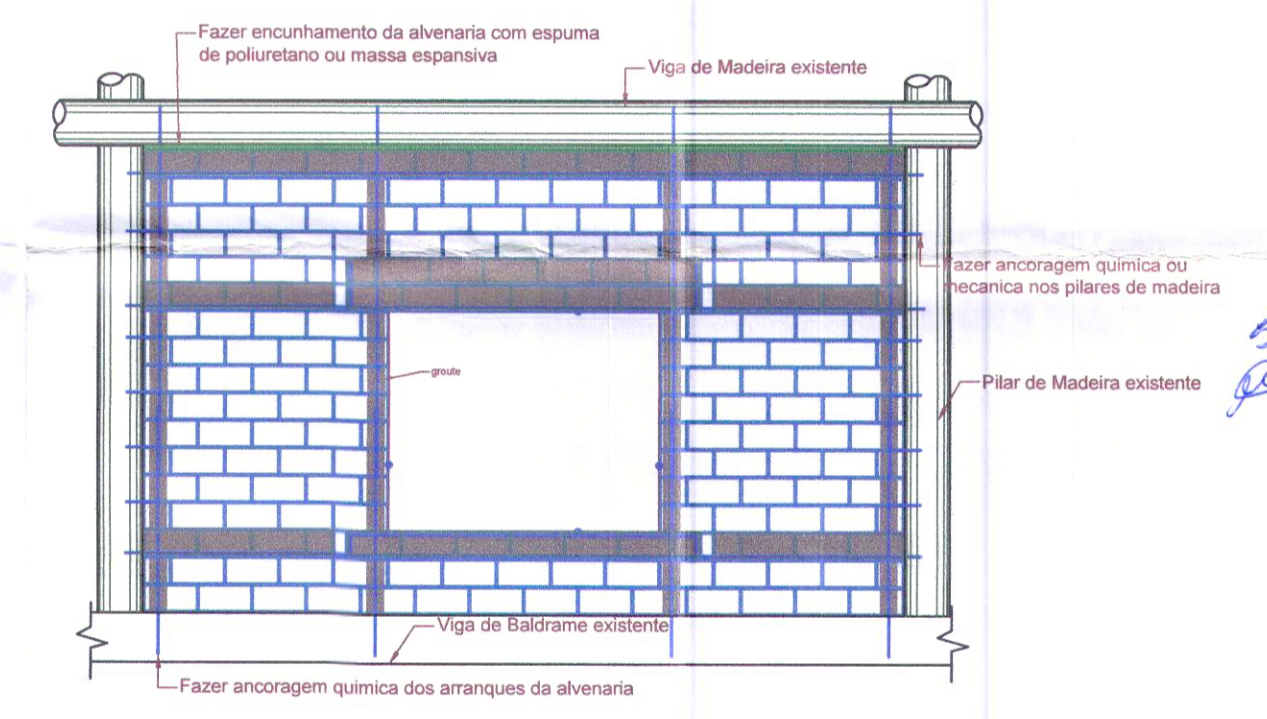 Fazer encunhamento da alvenaria com espuma
de poliuretano ou massa espansiva
Viga de Madeira existente
Fazer ancoragem quimica ou
mecanica nos pilares de madeira
groute
Pilar de Madeira existente
Viga de Baldrame existente
Fazer ancoragem quimica dos arranques da alvenaria